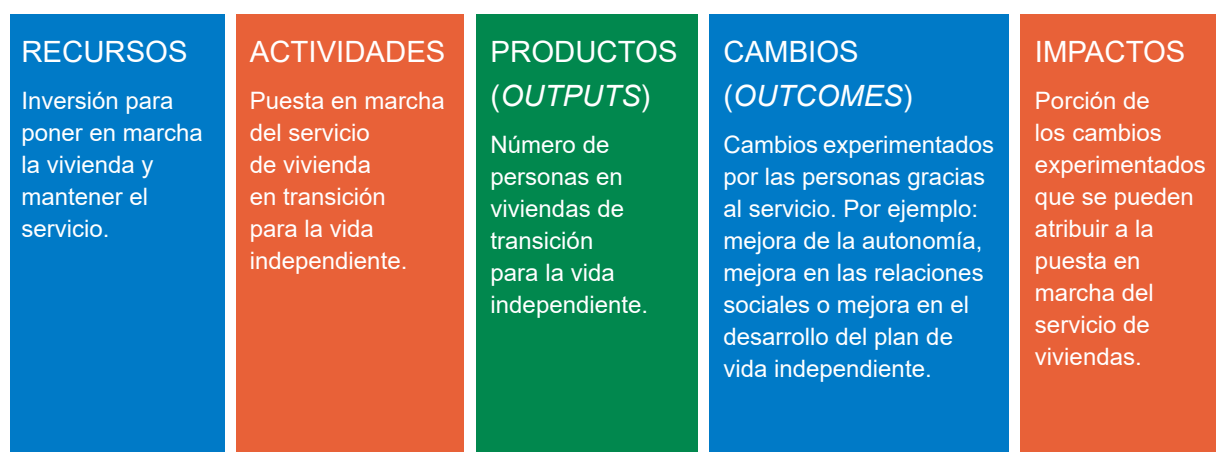 RECURSOS
Inversión para
poner en marcha
la vivienda y
mantener el
servicio.
ACTIVIDADES
Puesta en marcha
del servicio
de vivienda
en transición
para la vida
independiente.
PRODUCTOS
(OUTPUTS)
Número de
personas en
viviendas de
transición
para la vida
independiente.
CAMBIOS
(OUTCOMES)
Cambios experimentados
por las personas gracias
al servicio. Por ejemplo:
mejora de la autonomía,
mejora en las relaciones
sociales o mejora en el
desarrollo del plan de
vida independiente.
IMPACTOS
Porción de
los cambios
experimentados
que se pueden
atribuir a la
puesta en
marcha del
servicio de
viviendas.